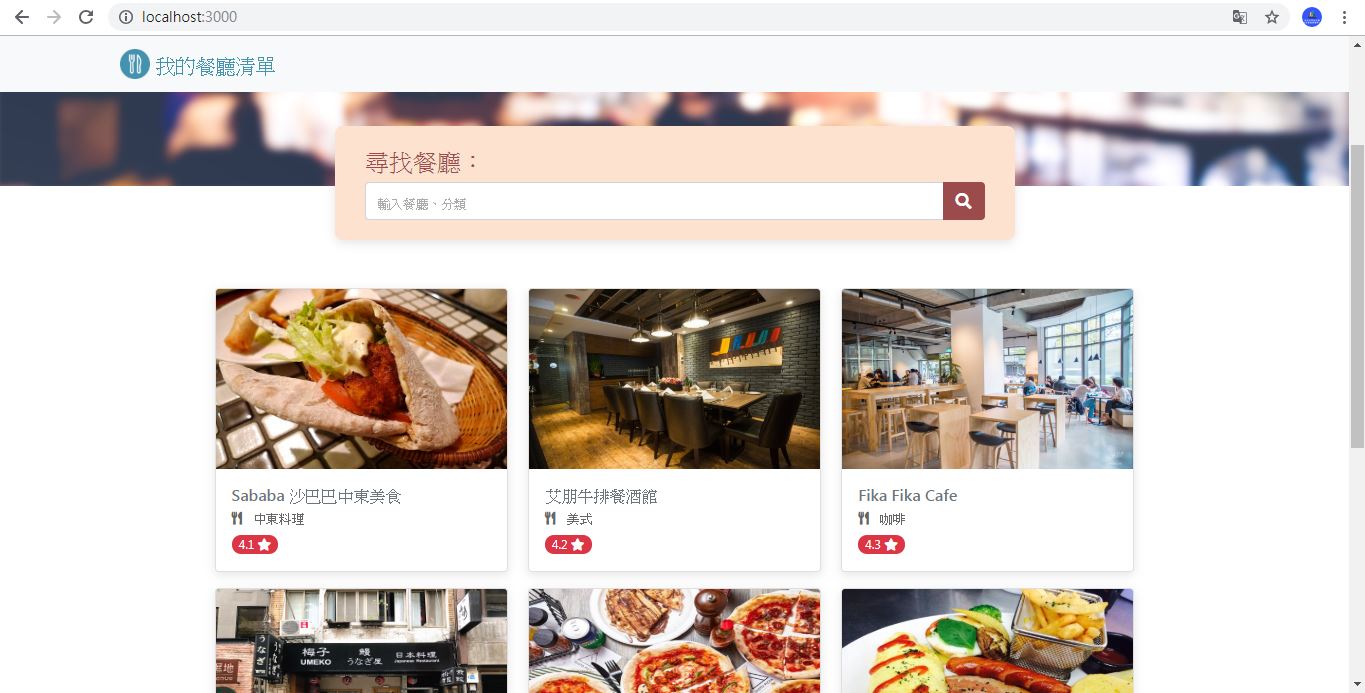 localhost:3000
我的餐廳清單
尋找餐廳：
輸入餐廳、分類
Sababa 沙巴巴中東美食
中東料理
4.1
艾朋牛排餐酒館
美式
4.2
Fika Fika Cafe
咖啡
4.3
梅子 鰻 日本料理
UMEKO うなぎ屋 Japanese Restaurant
うなぎ